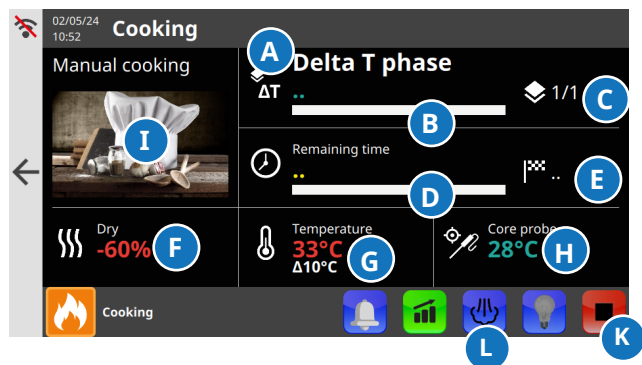 02/05/24
10:52
Cooking
Manual cooking
A
Delta T phase
ΔT
..
1/1
B
C
I
Remaining time
..
..
D
E
Dry
-60%
F
Temperature
33°C
Δ10°C
G
Core probe
28°C
H
Cooking
L
K